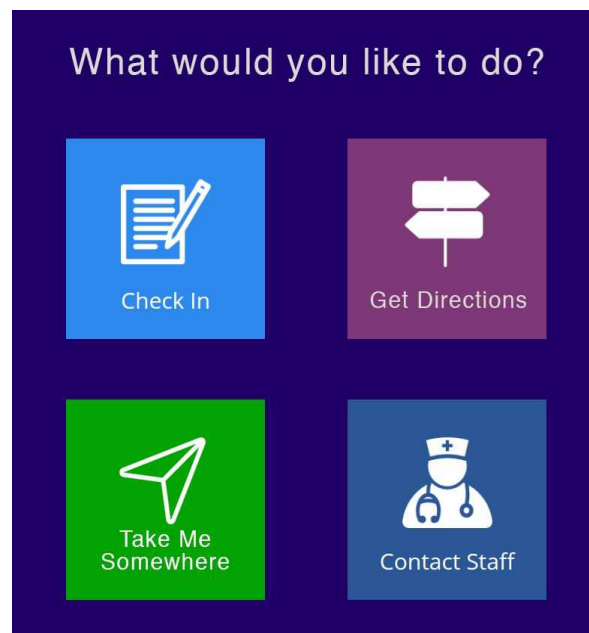 What would you like to do?
Check In
Get Directions
Take Me
Somewhere
Contact Staff